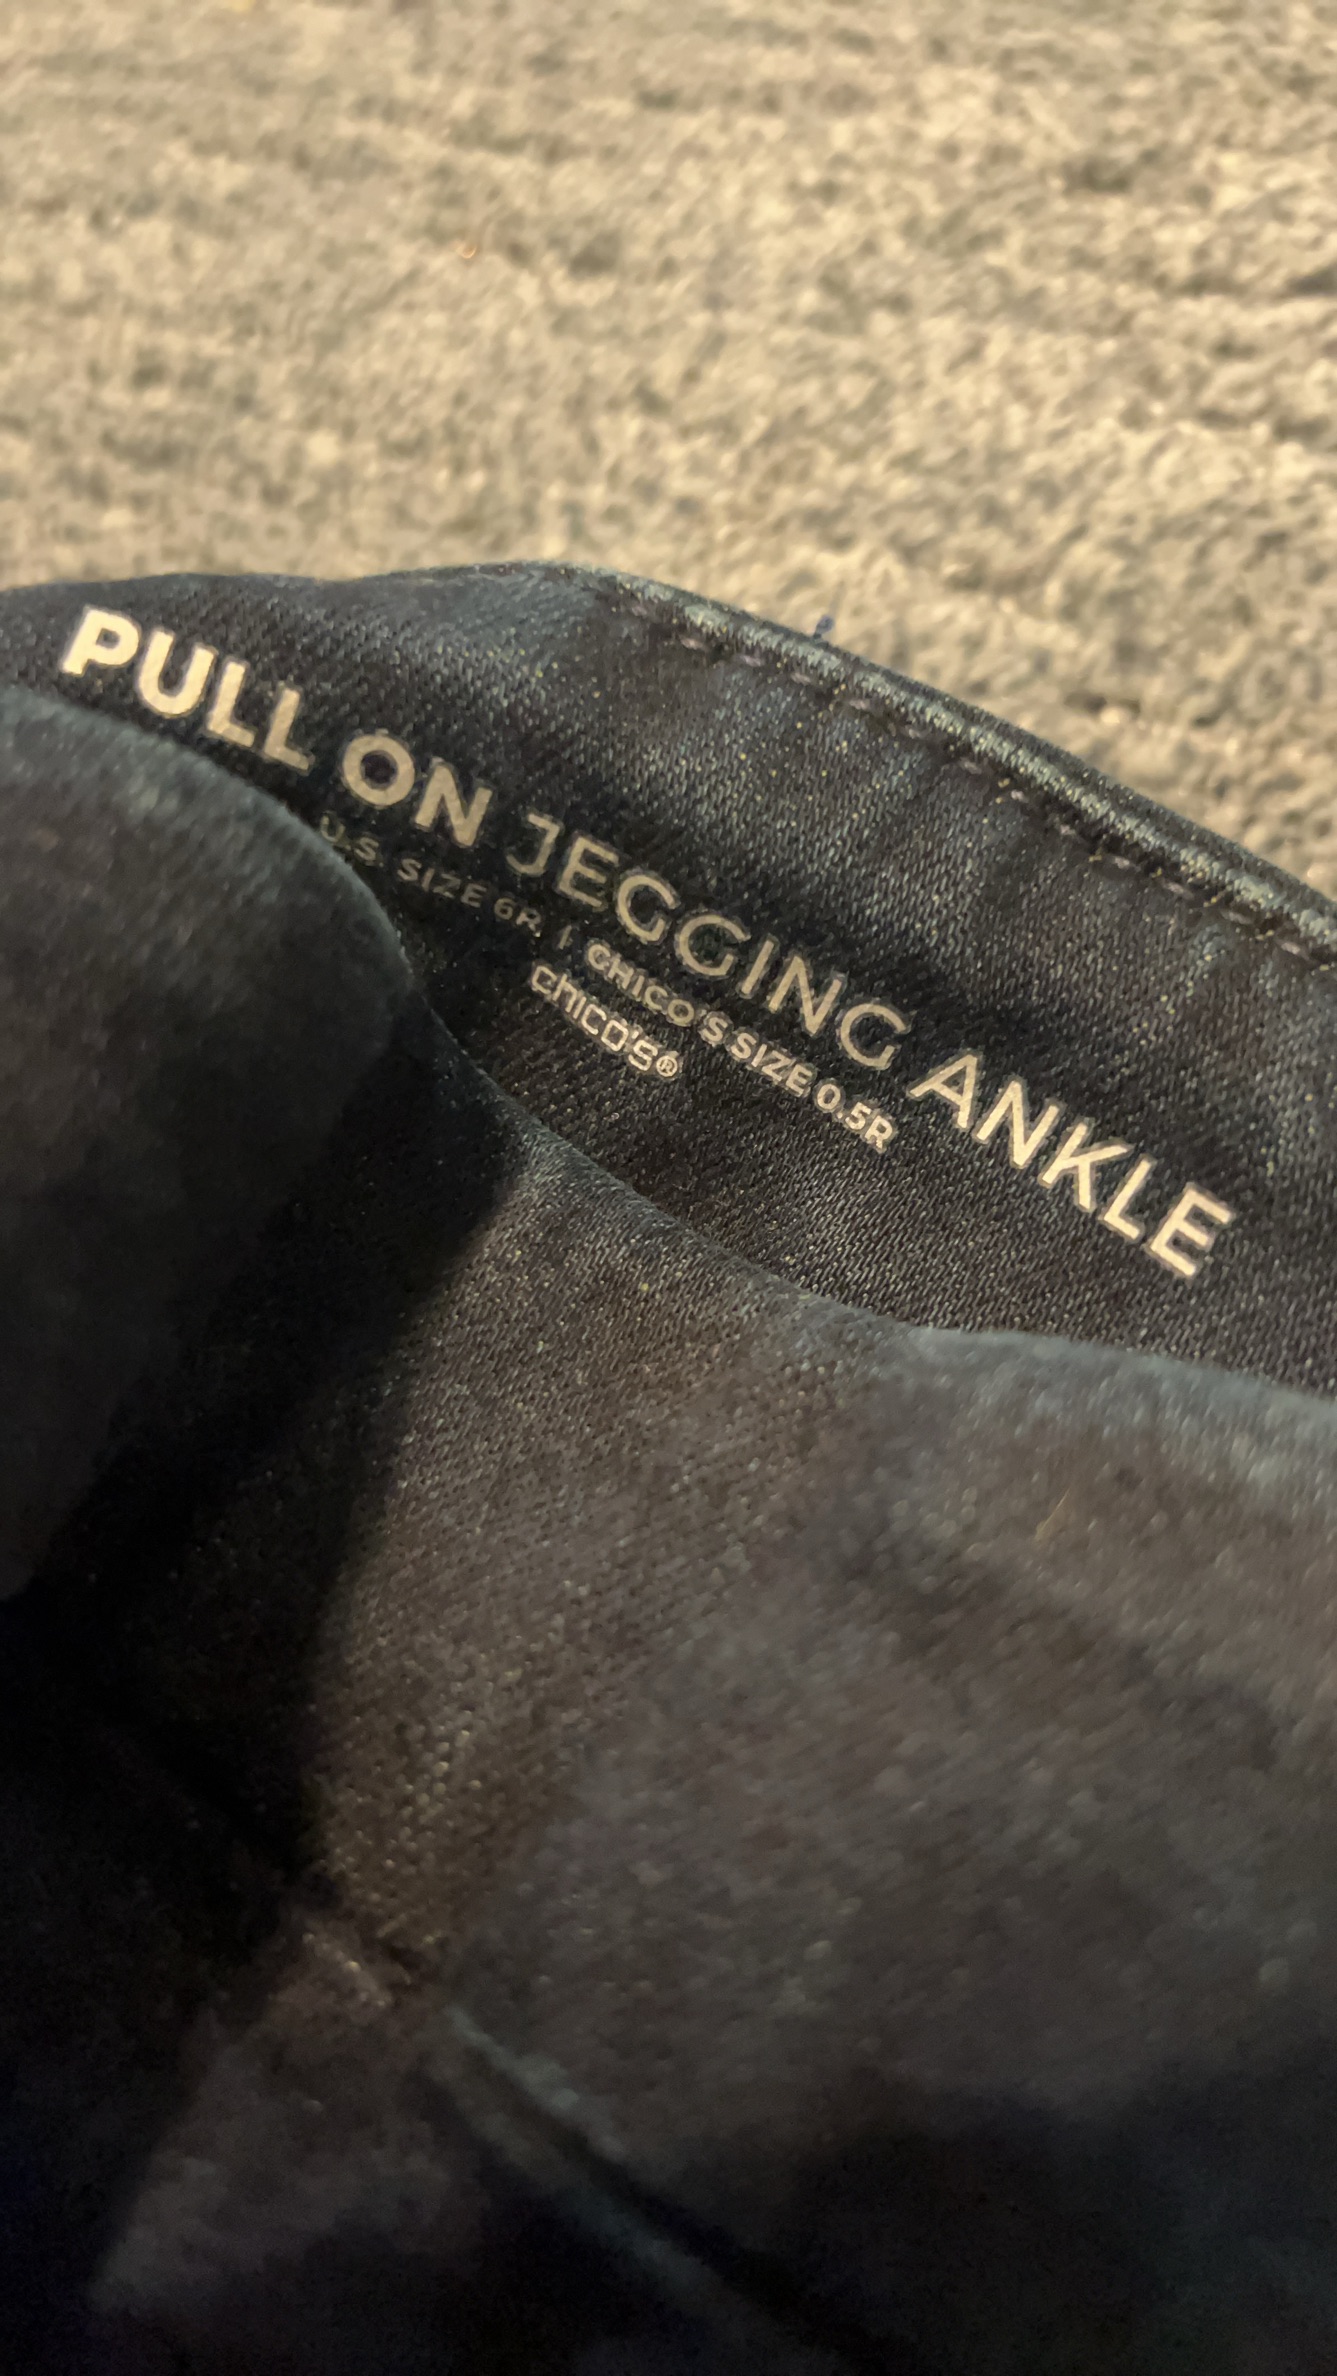 PULL ON JEGGING ANKLE
U.S. SIZE 6R | CHICO'S SIZE 0.5R
chico's®